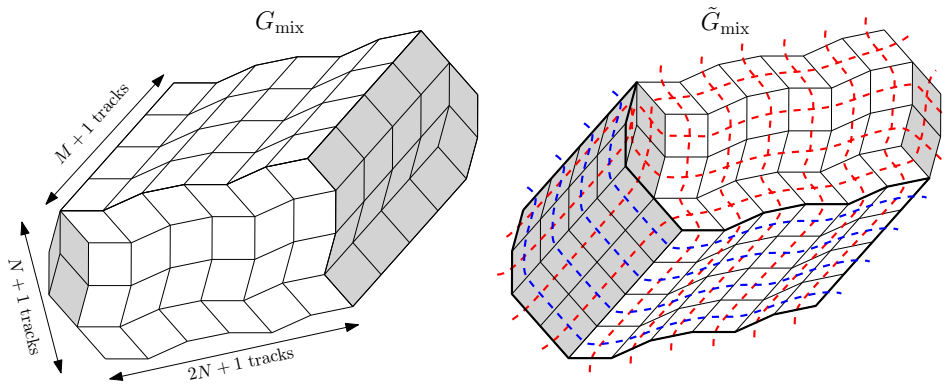 G_mix
G̃_mix
M + 1 tracks
N + 1 tracks
2N + 1 tracks